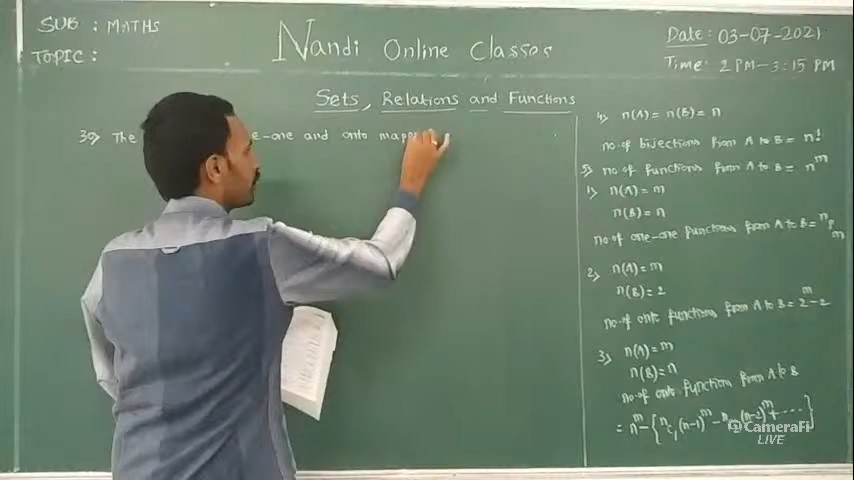 SUB : MATHS
TOPIC :
Nandi Online Classes
Date: 03-07-2021
Time: 2 PM-3:15 PM
Sets, Relations and Functions
39) The e-one and onto mapp
4) n(A) = n(B) = n
no. of bijections from A to B = n!
5) no of functions from A to B = n^m
1) n(A) = m
n(B) = n
no of one-one functions from A to B = nPm
2) n(A) = m
n(B) = 2
no. of onto functions from A to B = 2^m - 2
3) n(A) = m
n(B) = n
no of onto function from A to B
= n^m - { nC1 (n-1)^m - nC2 (n-2)^m + .... }
@CameraFi
LIVE